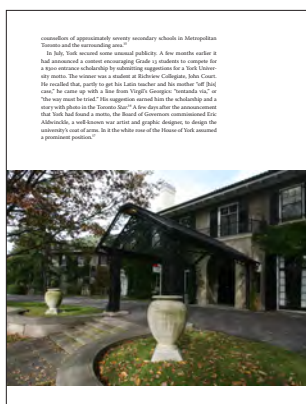 counsellors of approximately seventy secondary schools in Metropolitan
Toronto and the surrounding area.
In July, York secured some unusual publicity. A few months earlier it
had announced a contest encouraging Grade 13 students to compete for
a $500 entrance scholarship by submitting suggestions for a York Univer-
sity motto. The winner was a student at Richview Collegiate, John Court.
He recalled that, partly to get his Latin teacher and his mother "off [his]
case," he came up with a line from Virgil's Georgics: "tentanda via," or
"the way must be tried." His suggestion earned him the scholarship and a
story with photo in the Toronto Star. A few days after the announcement
that York had found a motto, the Board of Governors commissioned Eric
Aldwinckle, a well-known war artist and graphic designer, to design the
university's coat of arms. In it the white rose of the House of York assumed
a prominent position.